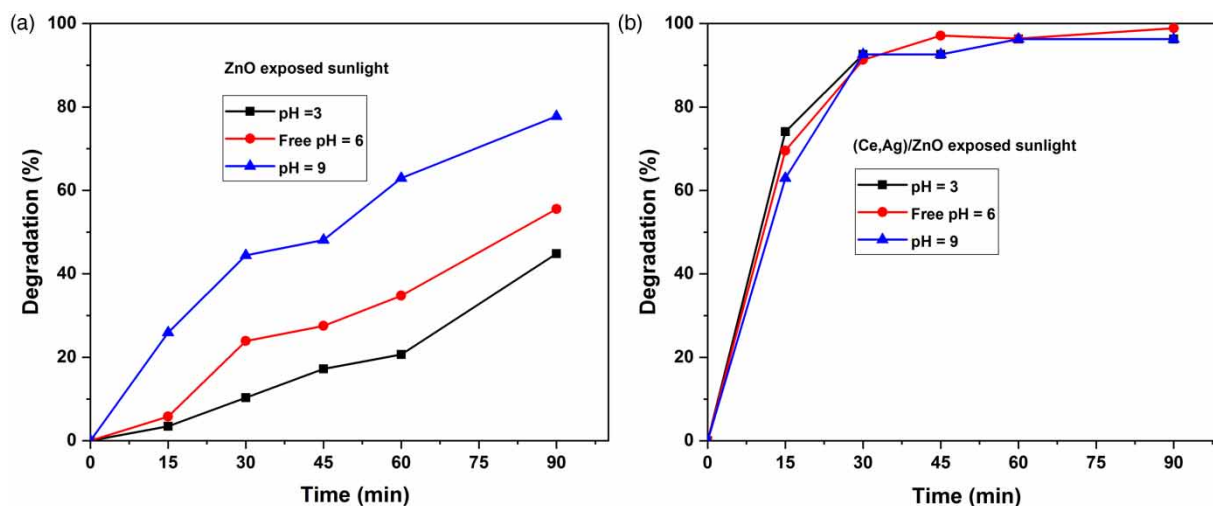 (a)
100
80
60
40
20
0
Degradation (%)
ZnO exposed sunlight
pH =3
Free pH = 6
pH = 9
0 15 30 45 60 75 90
Time (min)
(b)
100
80
60
40
20
0
Degradation (%)
(Ce,Ag)/ZnO exposed sunlight
pH = 3
Free pH = 6
pH = 9
0 15 30 45 60 75 90
Time (min)